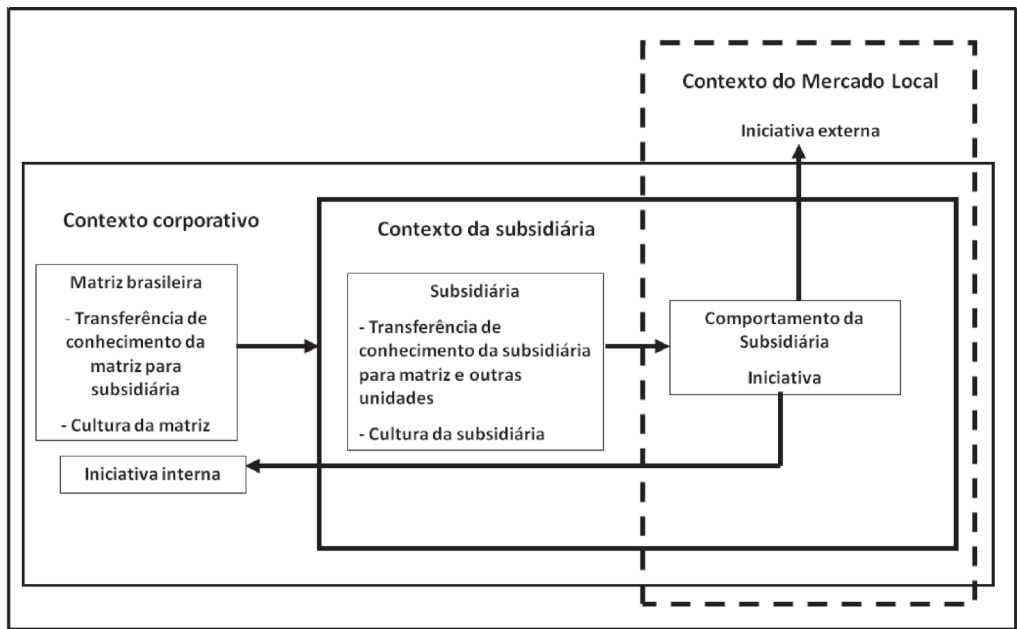 Contexto do Mercado Local
Iniciativa externa
Contexto corporativo
Contexto da subsidiária
Matriz brasileira
- Transferência de
conhecimento da
matriz para
subsidiária
- Cultura da matriz
Subsidiária
- Transferência de
conhecimento da subsidiária
para matriz e outras
unidades
- Cultura da subsidiária
Comportamento da
Subsidiária
Iniciativa
Iniciativa interna